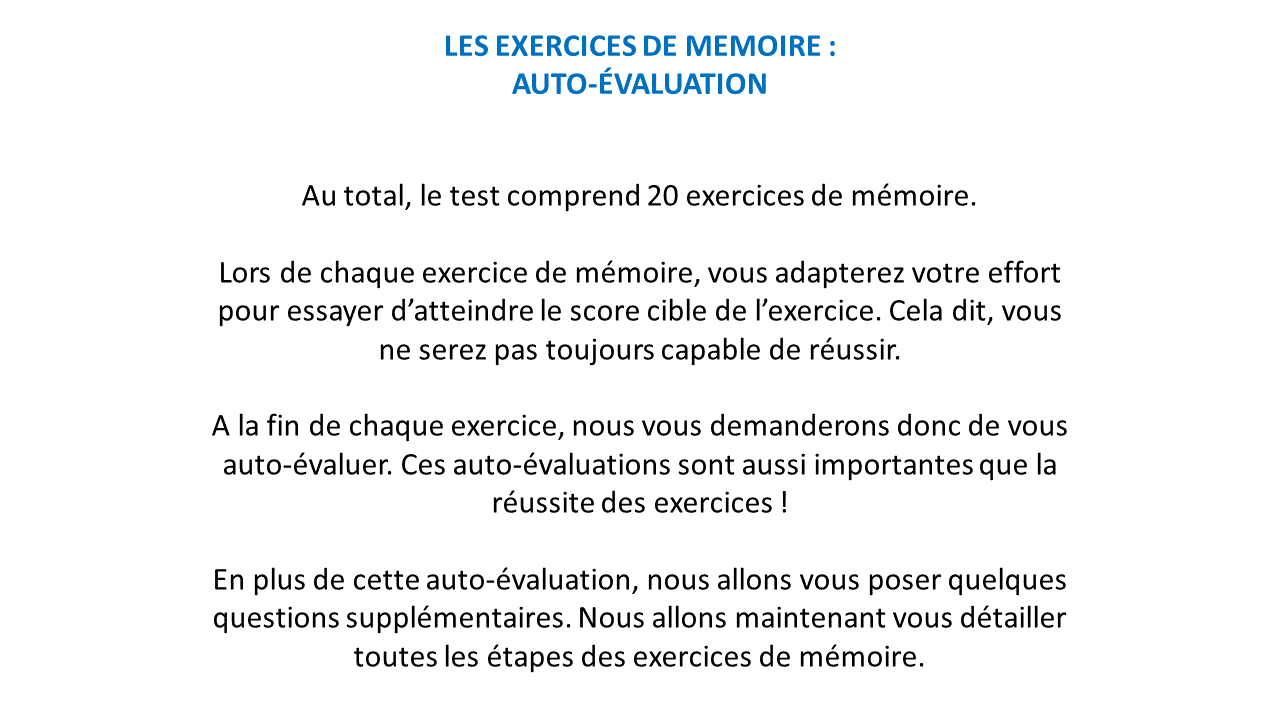 LES EXERCICES DE MEMOIRE :
AUTO-ÉVALUATION
Au total, le test comprend 20 exercices de mémoire.
Lors de chaque exercice de mémoire, vous adapterez votre effort
pour essayer d’atteindre le score cible de l’exercice. Cela dit, vous
ne serez pas toujours capable de réussir.
A la fin de chaque exercice, nous vous demanderons donc de vous
auto-évaluer. Ces auto-évaluations sont aussi importantes que la
réussite des exercices !
En plus de cette auto-évaluation, nous allons vous poser quelques
questions supplémentaires. Nous allons maintenant vous détailler
toutes les étapes des exercices de mémoire.